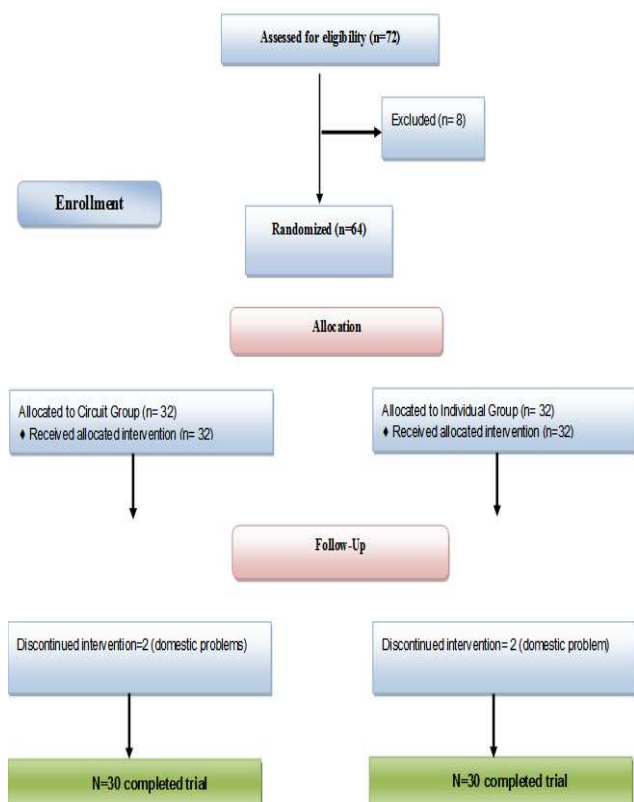 Assessed for eligibility (n=72)
Excluded (n= 8)
Enrollment
Randomized (n=64)
Allocation
Allocated to Circuit Group (n= 32)
♦ Received allocated intervention (n= 32)
Allocated to Individual Group (n= 32)
♦ Received allocated intervention (n=32)
Follow-Up
Discontinued intervention=2 (domestic problems)
Discontinued intervention= 2 (domestic problem)
N=30 completed trial
N=30 completed trial